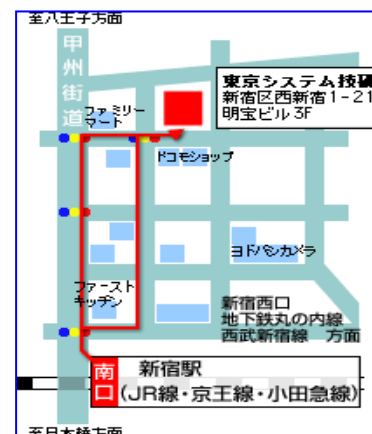 至八王子方面
甲州街道
東京システム技研
新宿区西新宿1-21
明宝ビル3F
ファミリー
マート
ドコモショップ
ヨドバシカメラ
ファースト
キッチン
新宿西口
地下鉄丸の内線
西武新宿線 方面
南口
新宿駅
(JR線・京王線・小田急線)
至日本橋方面